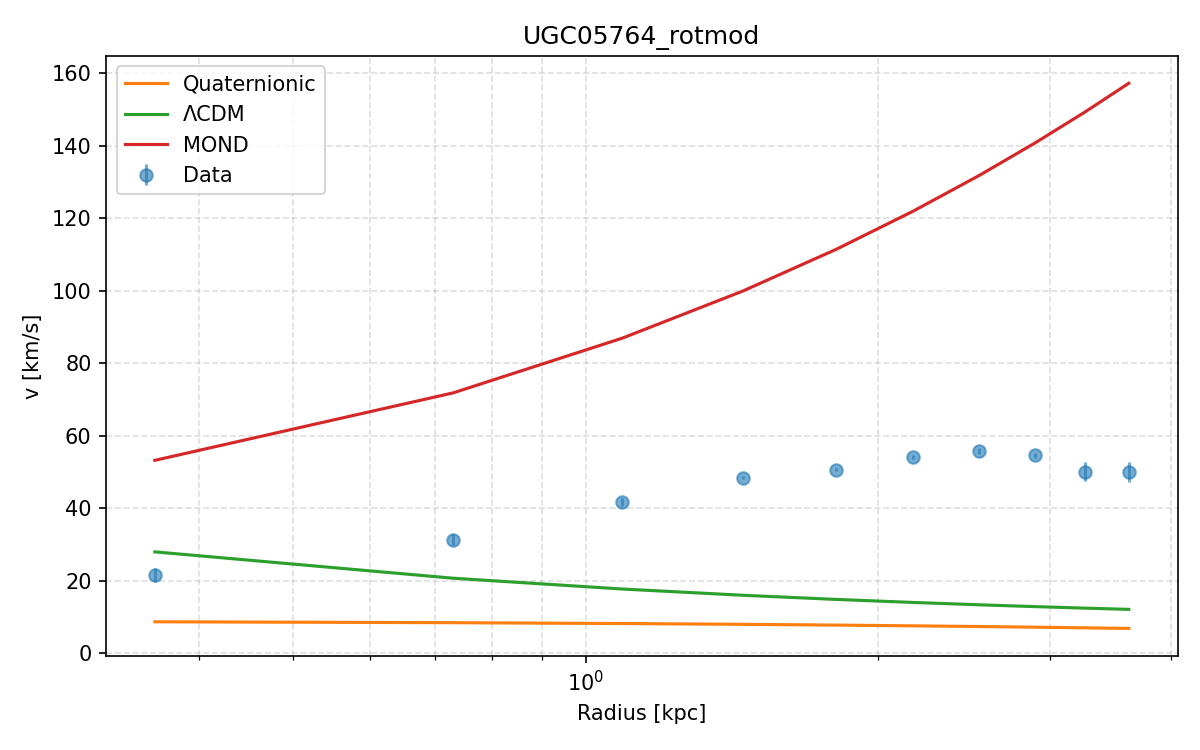 UGC05764_rotmod
Quaternionic
ΛCDM
MOND
Data
160
140
120
100
80
60
40
20
0
v [km/s]
10⁰
Radius [kpc]